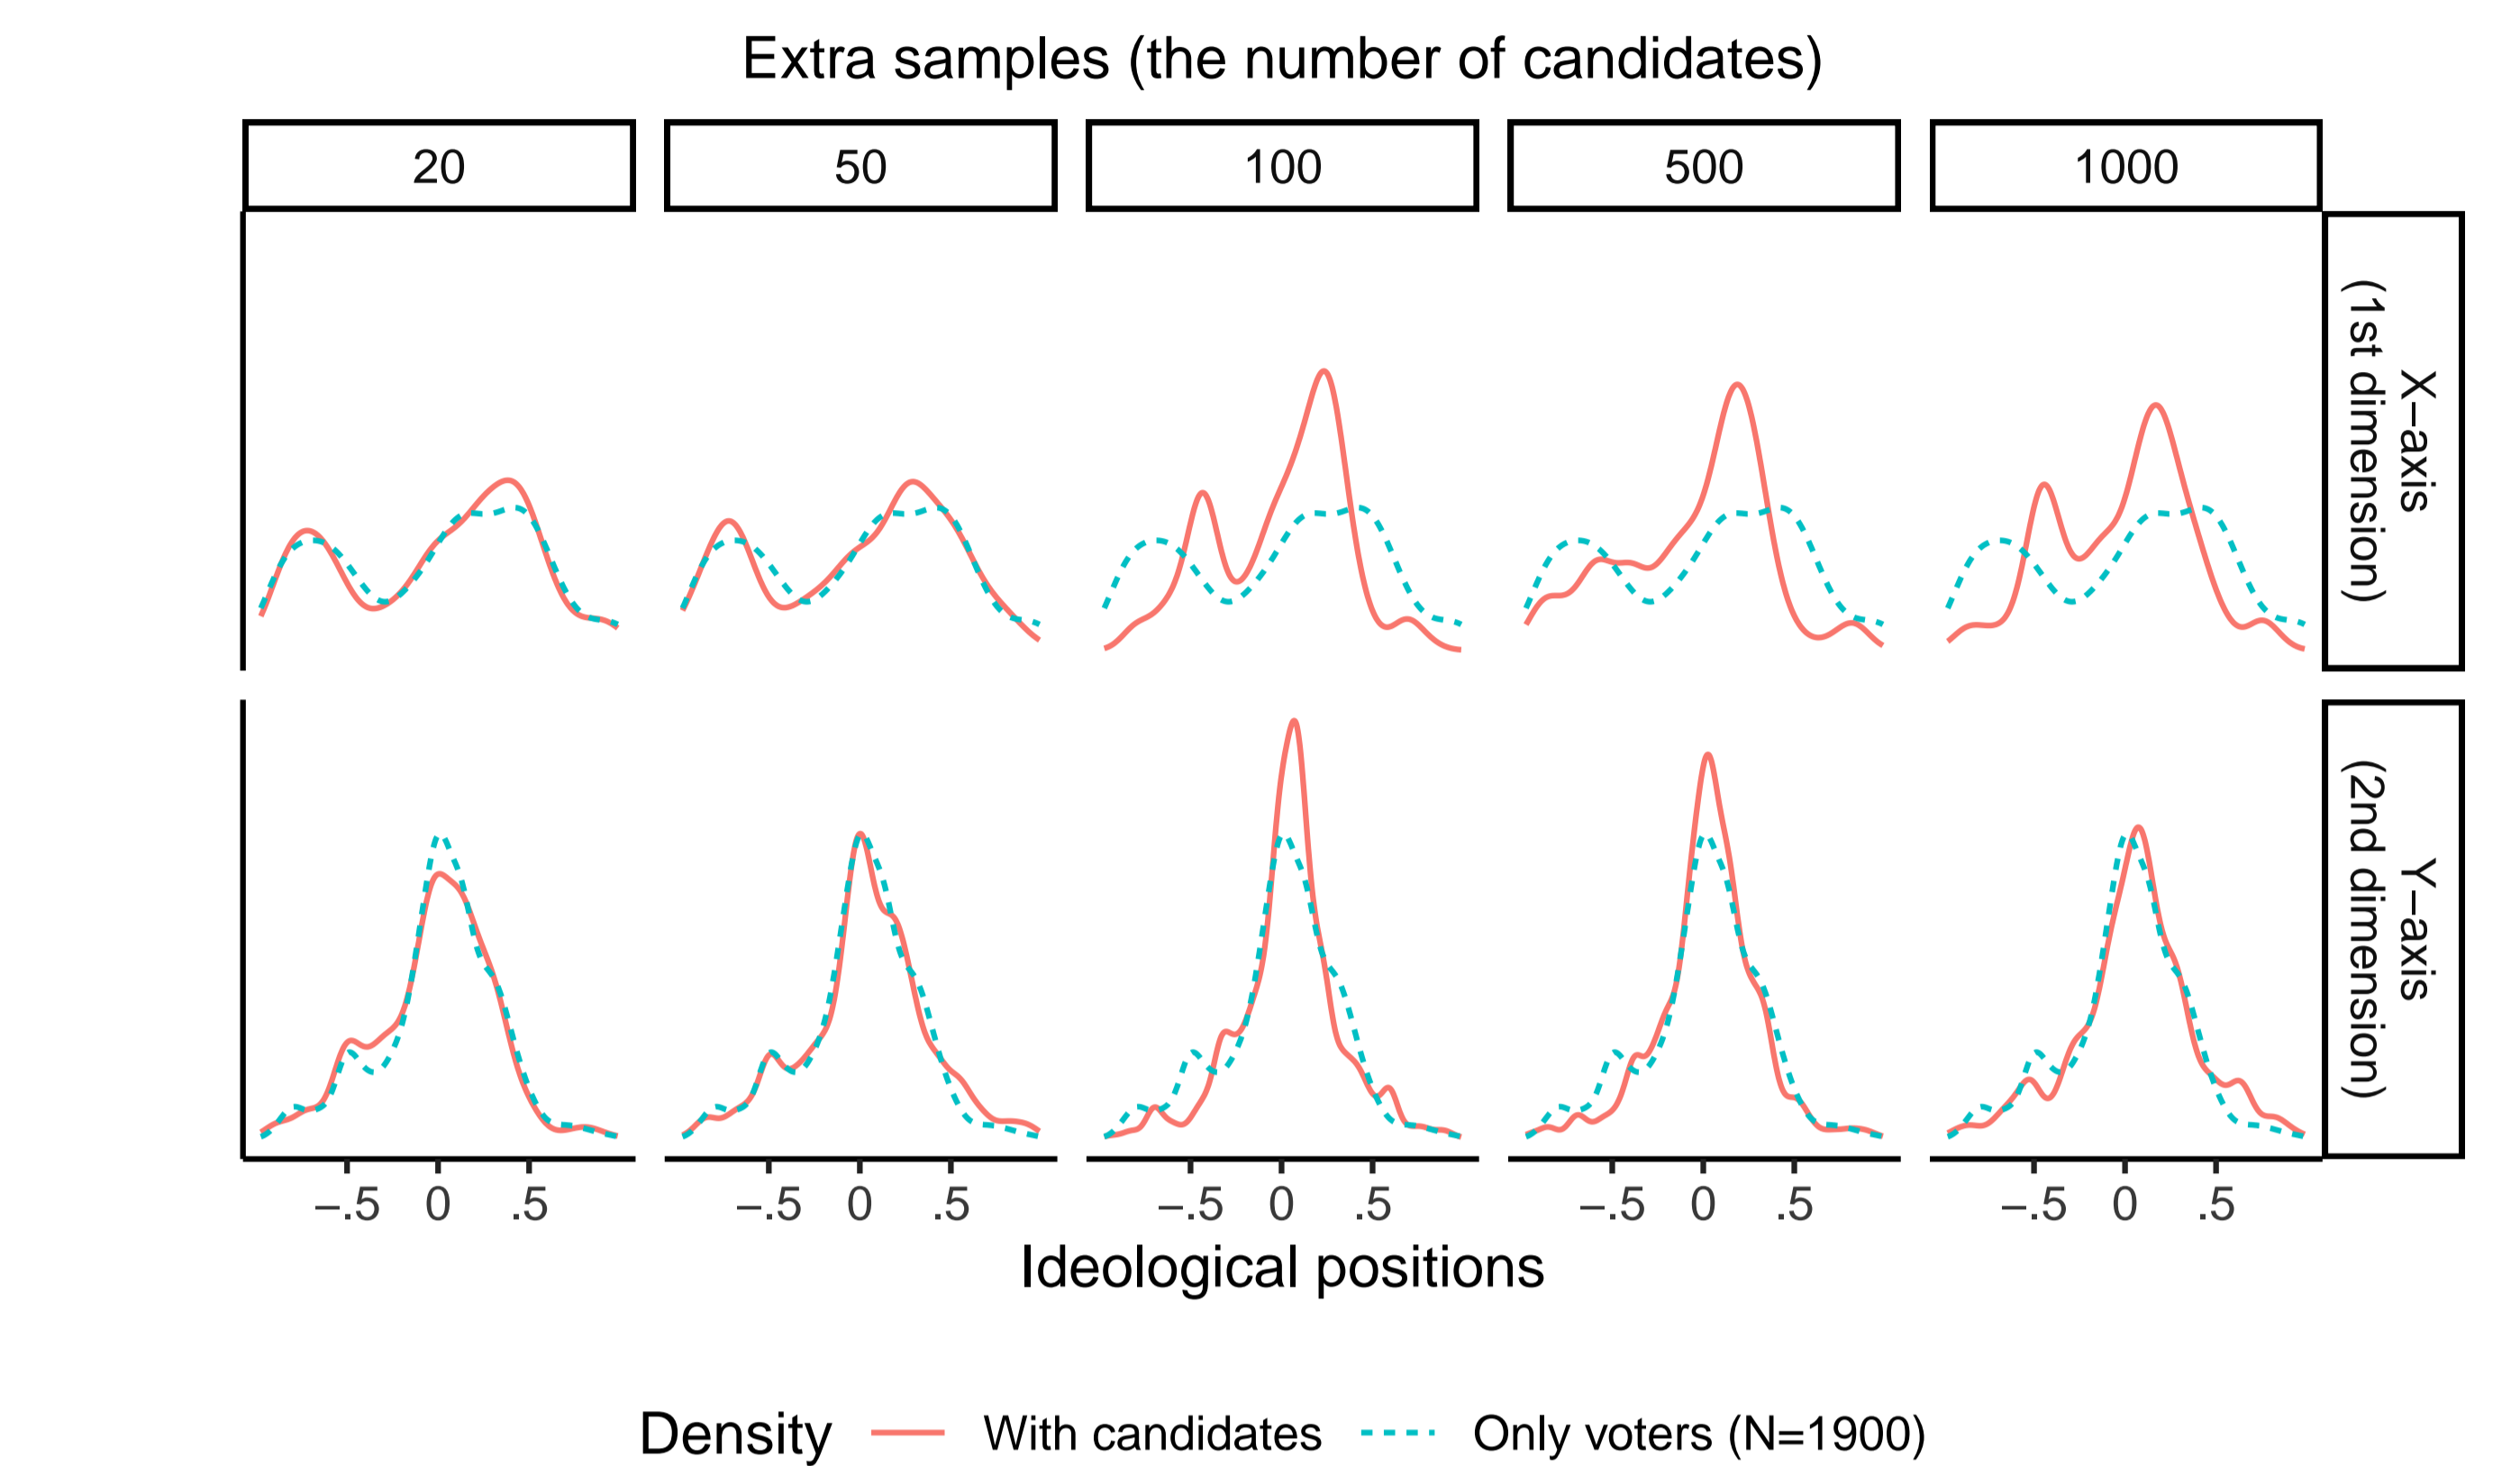 Extra samples (the number of candidates)
20 50 100 500 1000
X−axis
(1st dimension)
Y−axis
(2nd dimension)
−.5 0 .5 −.5 0 .5 −.5 0 .5 −.5 0 .5 −.5 0 .5
Ideological positions
Density With candidates Only voters (N=1900)